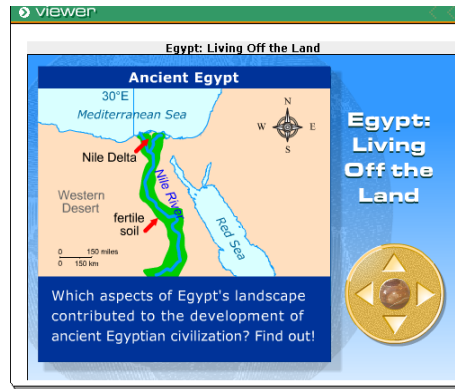 viewer
Egypt: Living Off the Land
Ancient Egypt
30°E
Mediterranean Sea
N
W
E
S
Nile Delta
Nile River
Western
Desert
fertile
soil
Red Sea
0 150 miles
0 150 km
Egypt:
Living
Off the
Land
Which aspects of Egypt's landscape
contributed to the development of
ancient Egyptian civilization? Find out!